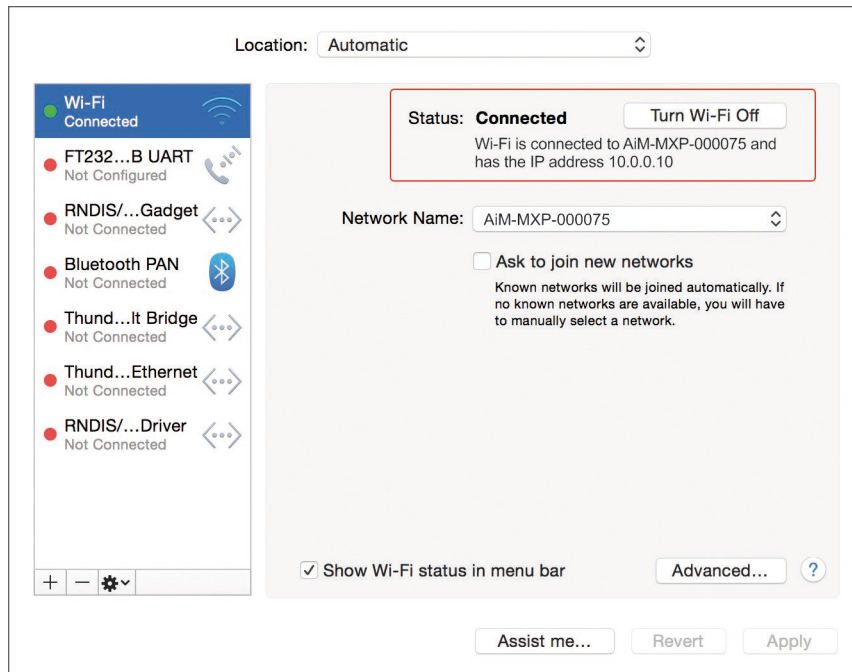 Location: Automatic
Wi-Fi
Connected
FT232...B UART
Not Configured
RNDIS/...Gadget
Not Connected
Bluetooth PAN
Not Connected
Thund...lt Bridge
Not Connected
Thund...Ethernet
Not Connected
RNDIS/...Driver
Not Connected
Status: Connected Turn Wi-Fi Off
Wi-Fi is connected to AiM-MXP-000075 and
has the IP address 10.0.0.10
Network Name: AiM-MXP-000075
Ask to join new networks
Known networks will be joined automatically. If
no known networks are available, you will have
to manually select a network.
Show Wi-Fi status in menu bar Advanced... ?
Assist me... Revert Apply